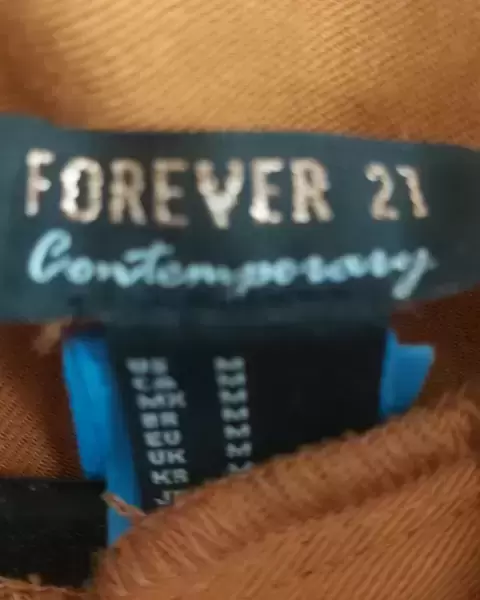 FOREVER 21
Contemporary
US M
CA M
MX M
BR M
EU M
UK M
KR M